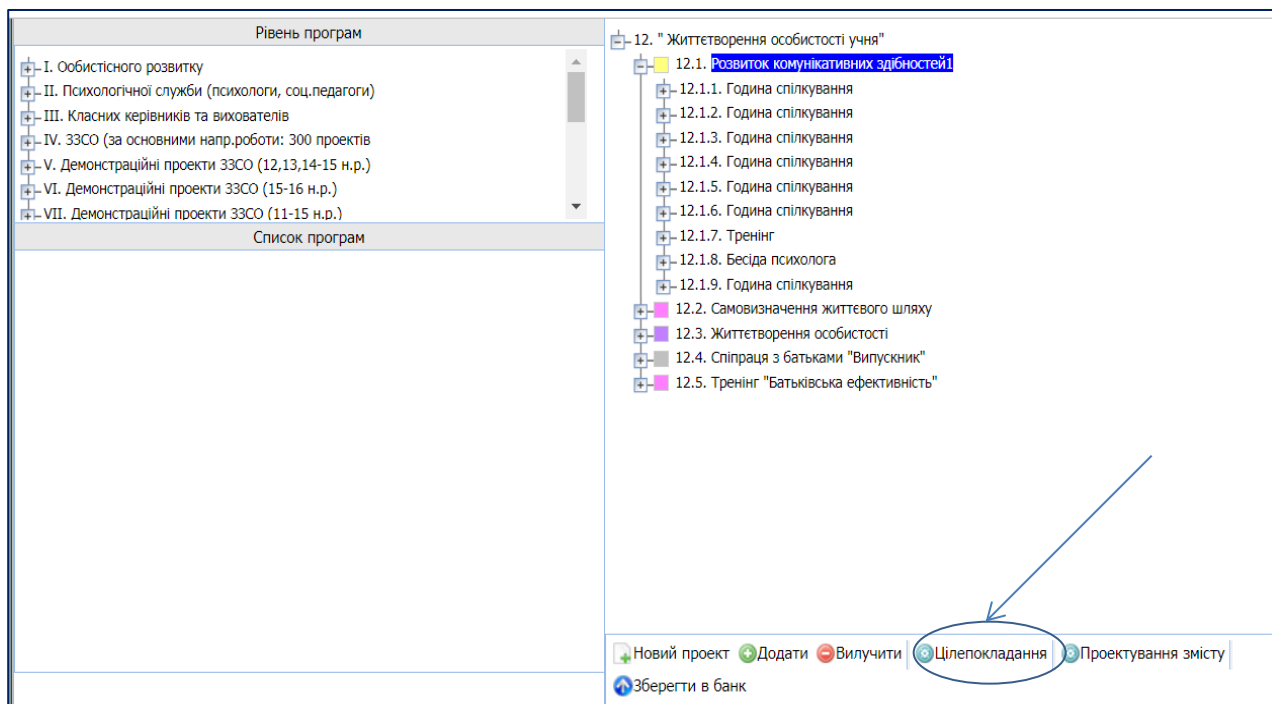 Рівень програм
I. Ообистісного розвитку
II. Психологічної служби (психологи, соц.педагоги)
III. Класних керівників та вихователів
IV. ЗЗСО (за основними напр.роботи: 300 проектів
V. Демонстраційні проекти ЗЗСО (12,13,14-15 н.р.)
VI. Демонстраційні проекти ЗЗСО (15-16 н.р.)
VII. Демонстраційні проекти ЗЗСО (11-15 н.р.)
Список програм
12. " Життєтворення особистості учня"
12.1. Розвиток комунікативних здібностей1
12.1.1. Година спілкування
12.1.2. Година спілкування
12.1.3. Година спілкування
12.1.4. Година спілкування
12.1.5. Година спілкування
12.1.6. Година спілкування
12.1.7. Тренінг
12.1.8. Бесіда психолога
12.1.9. Година спілкування
12.2. Самовизначення життєвого шляху
12.3. Життєтворення особистості
12.4. Спіпраця з батьками "Випускник"
12.5. Тренінг "Батьківська ефективність"
Новий проект Додати Вилучити Цілепокладання Проектування змісту
Зберегти в банк